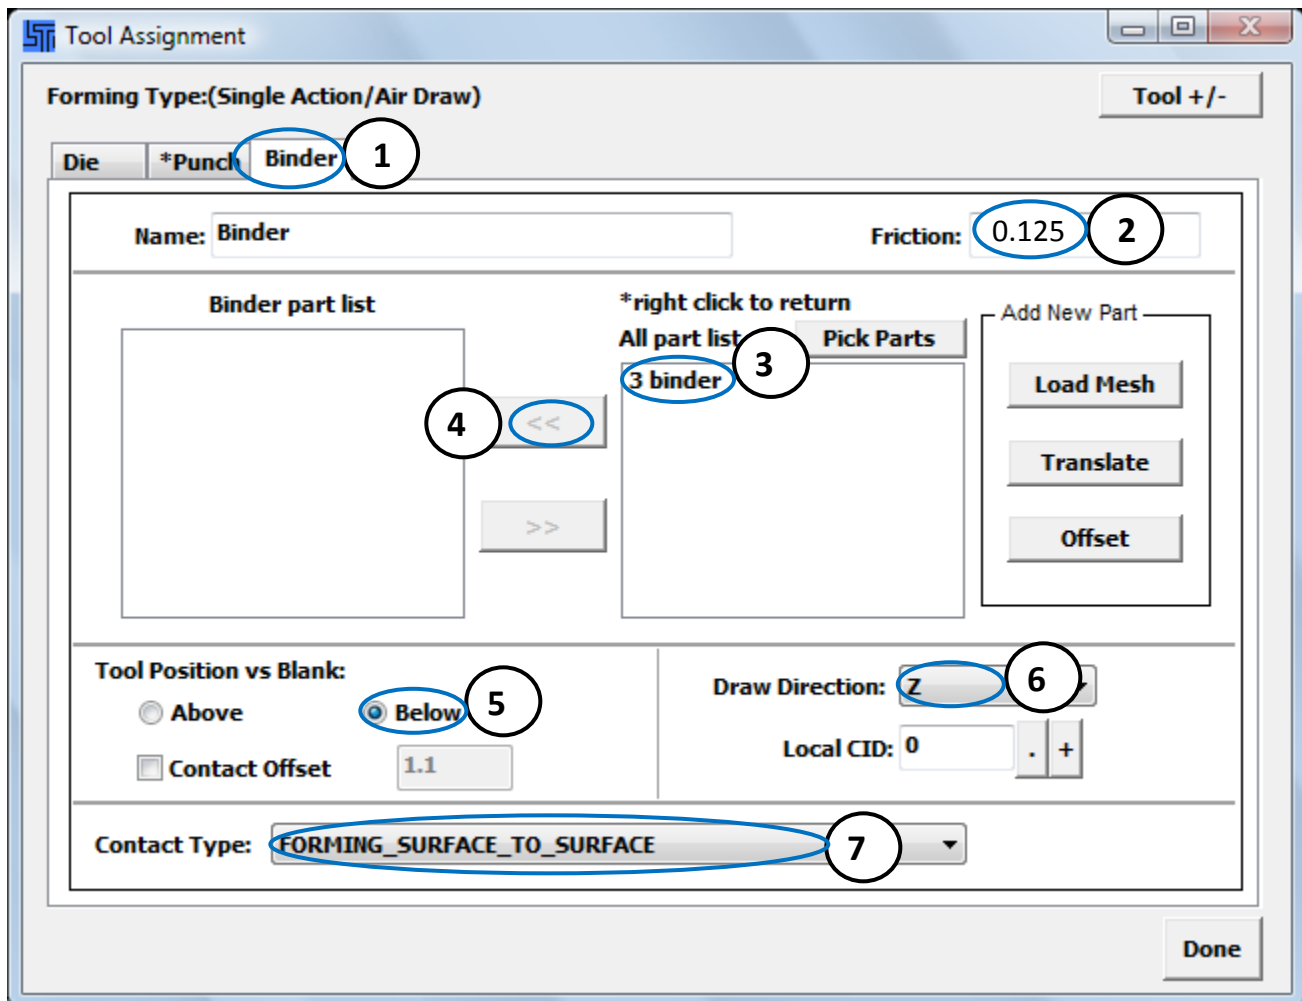 Tool Assignment
Forming Type:(Single Action/Air Draw)
Tool +/-
Die *Punch Binder 1
Name: Binder
Friction: 0.125 2
Binder part list
*right click to return
All part list 3 Pick Parts
3 binder
Add New Part
Load Mesh
Translate
Offset
4 <<
>>
Tool Position vs Blank:
Above Below 5
Contact Offset 1.1
Draw Direction: Z 6
Local CID: 0 . +
Contact Type: FORMING_SURFACE_TO_SURFACE 7
Done